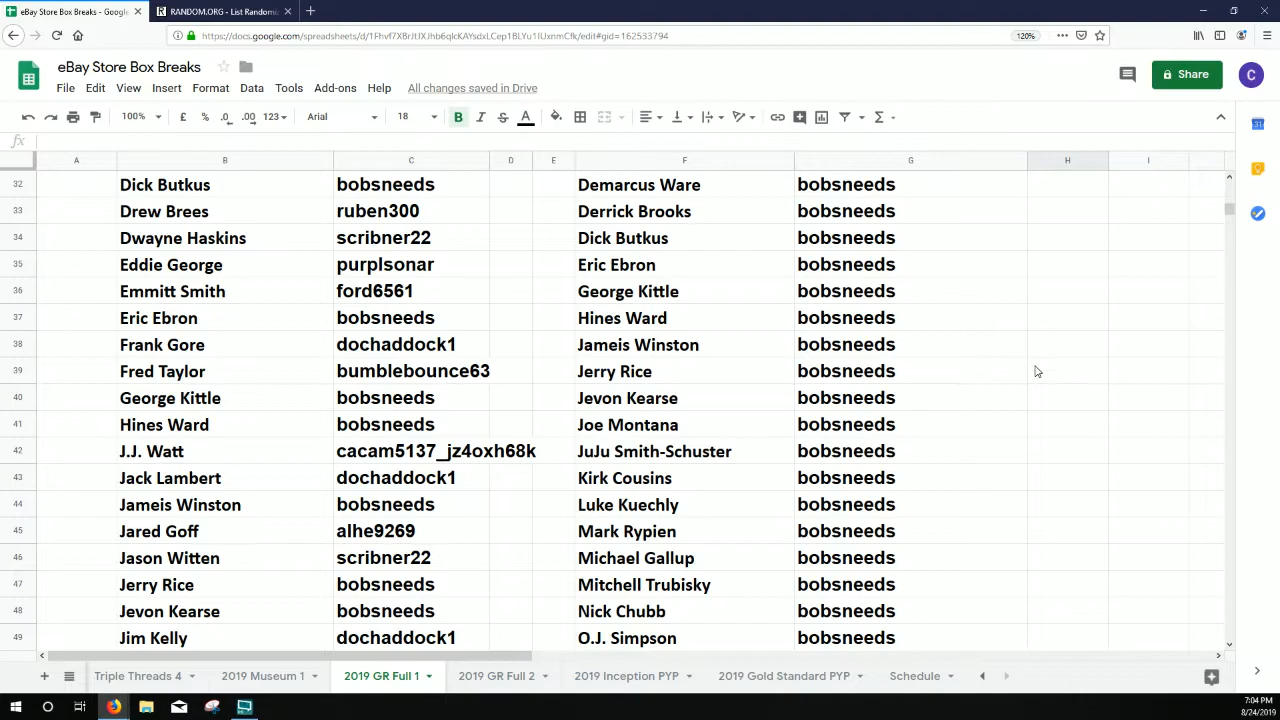 eBay Store Box Breaks - Google
RANDOM.ORG - List Randomi
https://docs.google.com/spreadsheets/d/1Fhvf7XBrJtJXJhb6qlcKAYsdxLCep1BLYu1IUxnmCfk/edit#gid=162533794
120%
eBay Store Box Breaks
File Edit View Insert Format Data Tools Add-ons Help All changes saved in Drive
Share
C
100% £ % .0 .00 123 Arial 18 B I S A
fx
A B C D E F G H I
32 Dick Butkus bobsneeds Demarcus Ware bobsneeds
33 Drew Brees ruben300 Derrick Brooks bobsneeds
34 Dwayne Haskins scribner22 Dick Butkus bobsneeds
35 Eddie George purplsonar Eric Ebron bobsneeds
36 Emmitt Smith ford6561 George Kittle bobsneeds
37 Eric Ebron bobsneeds Hines Ward bobsneeds
38 Frank Gore dochaddock1 Jameis Winston bobsneeds
39 Fred Taylor bumblebounce63 Jerry Rice bobsneeds
40 George Kittle bobsneeds Jevon Kearse bobsneeds
41 Hines Ward bobsneeds Joe Montana bobsneeds
42 J.J. Watt cacam5137_jz4oxh68k JuJu Smith-Schuster bobsneeds
43 Jack Lambert dochaddock1 Kirk Cousins bobsneeds
44 Jameis Winston bobsneeds Luke Kuechly bobsneeds
45 Jared Goff alhe9269 Mark Rypien bobsneeds
46 Jason Witten scribner22 Michael Gallup bobsneeds
47 Jerry Rice bobsneeds Mitchell Trubisky bobsneeds
48 Jevon Kearse bobsneeds Nick Chubb bobsneeds
49 Jim Kelly dochaddock1 O.J. Simpson bobsneeds
Triple Threads 4 2019 Museum 1 2019 GR Full 1 2019 GR Full 2 2019 Inception PYP 2019 Gold Standard PYP Schedule
7:04 PM
8/24/2019